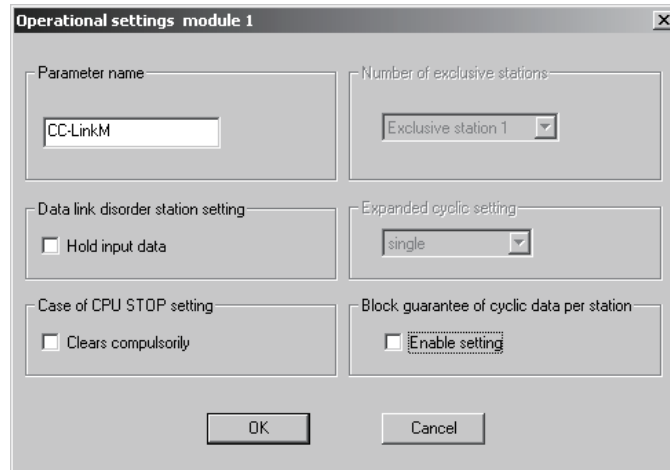 Operational settings module 1
Parameter name
CC-LinkM
Number of exclusive stations
Exclusive station 1
Data link disorder station setting
Hold input data
Expanded cyclic setting
single
Case of CPU STOP setting
Clears compulsorily
Block guarantee of cyclic data per station
Enable setting
OK
Cancel